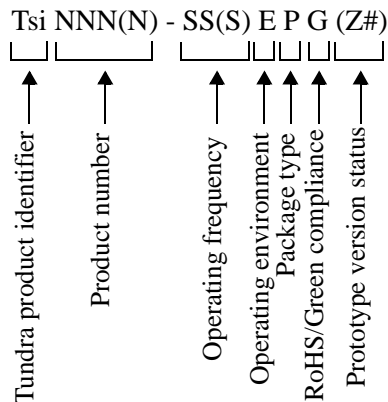 Tsi NNN(N) - SS(S) E P G (Z#)
Tundra product identifier
Product number
Operating frequency
Operating environment
Package type
RoHS/Green compliance
Prototype version status